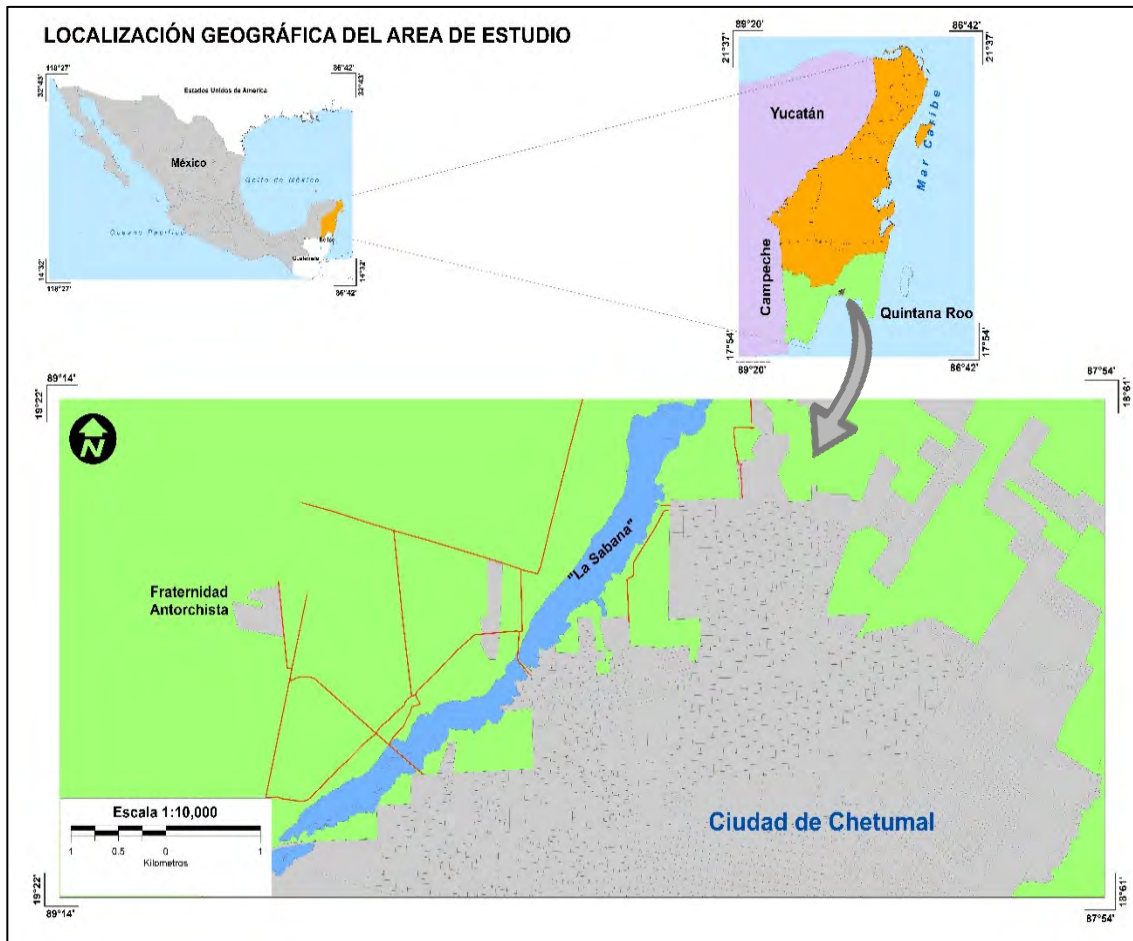 LOCALIZACIÓN GEOGRÁFICA DEL AREA DE ESTUDIO
118°27'
86°42'
32°43'
32°43'
Estados Unidos de America
México
Golfo de México
Oceano Pacifico
Belice
Guatemala
14°32'
14°32'
118°27'
86°42'
89°20'
86°42'
21°37'
21°37'
Yucatán
Mar Caribe
Campeche
Quintana Roo
17°54'
17°54'
89°20'
86°42'
89°14'
87°54'
19°22'
18°61'
N
"La Sabana"
Fraternidad
Antorchista
Ciudad de Chetumal
Escala 1:10,000
1 0.5 0 1
Kilometros
19°22'
18°61'
89°14'
87°54'